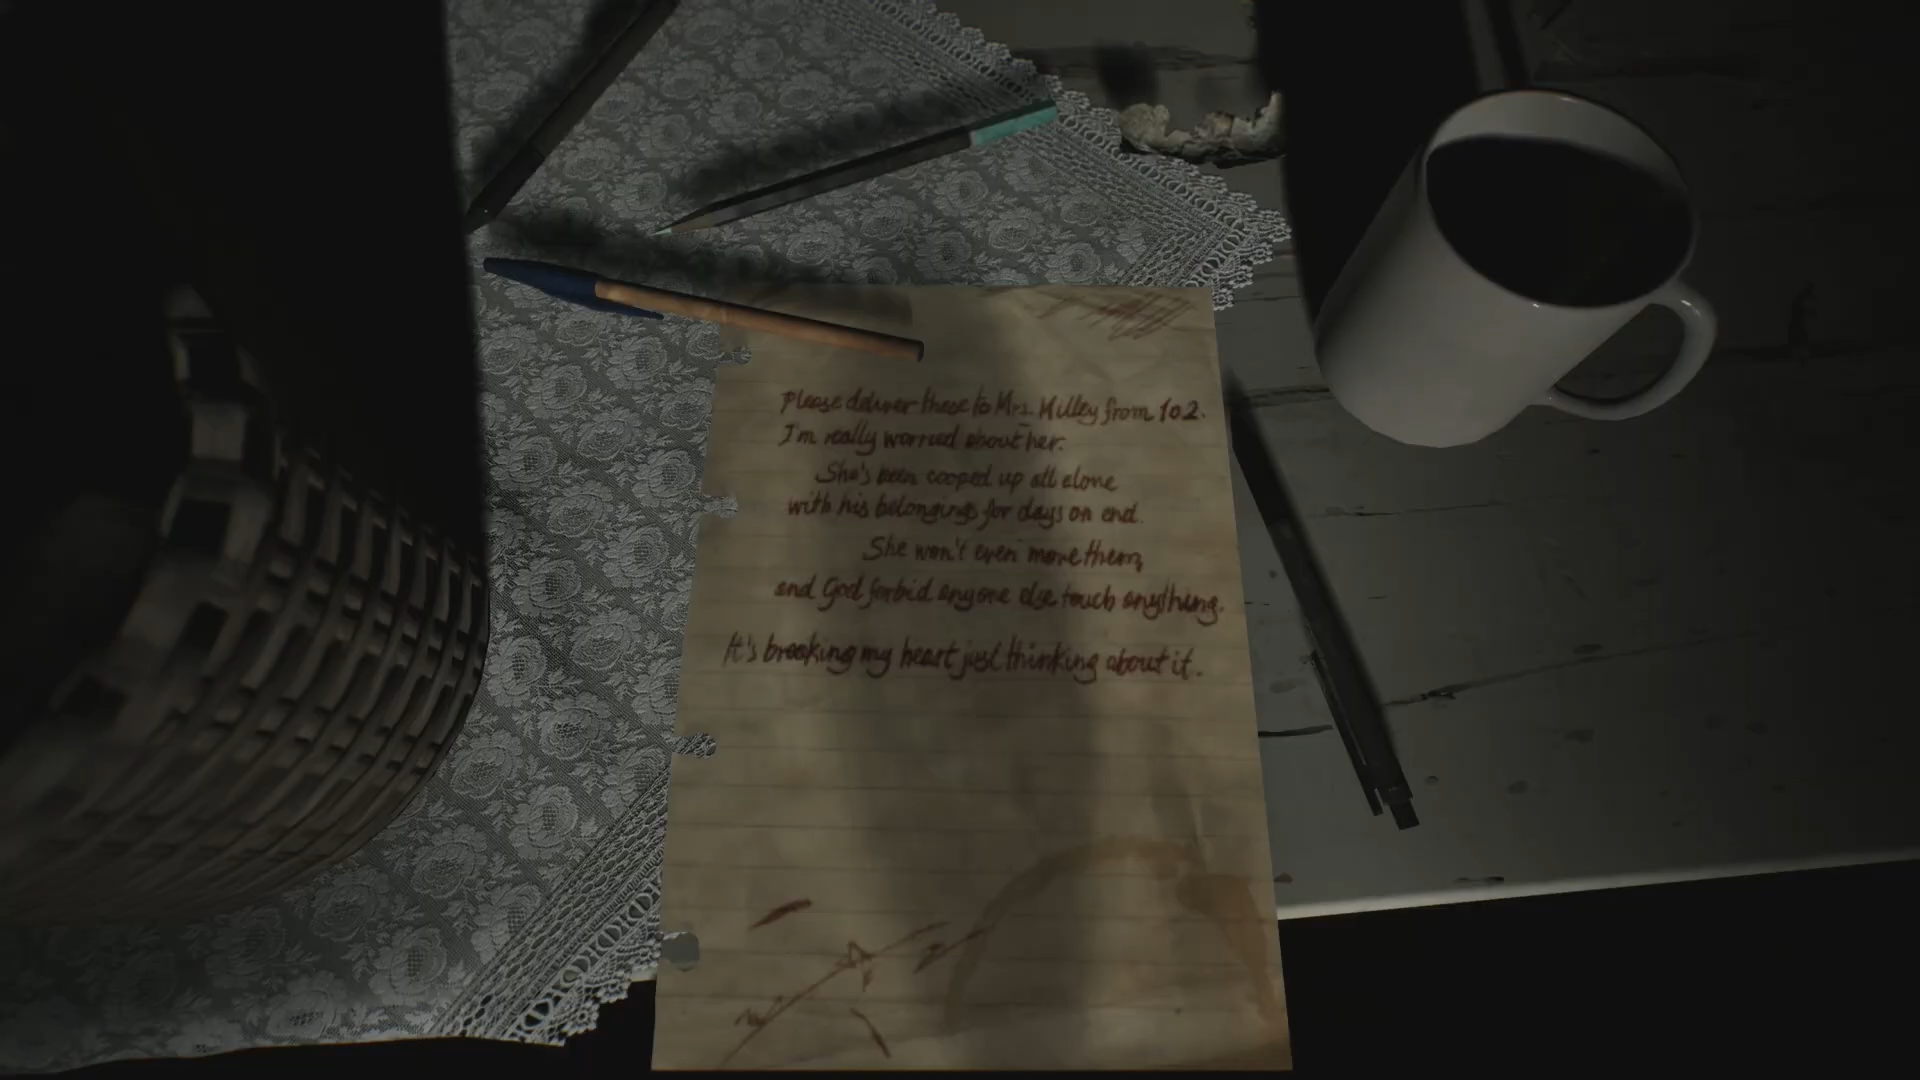 Please deliver these to Mrs. Willey from 102.
I'm really worried about her.
She's been cooped up all alone
with his belongings for days on end.
She won't even move them,
and God forbid anyone else touch anything.
It's breaking my heart just thinking about it.